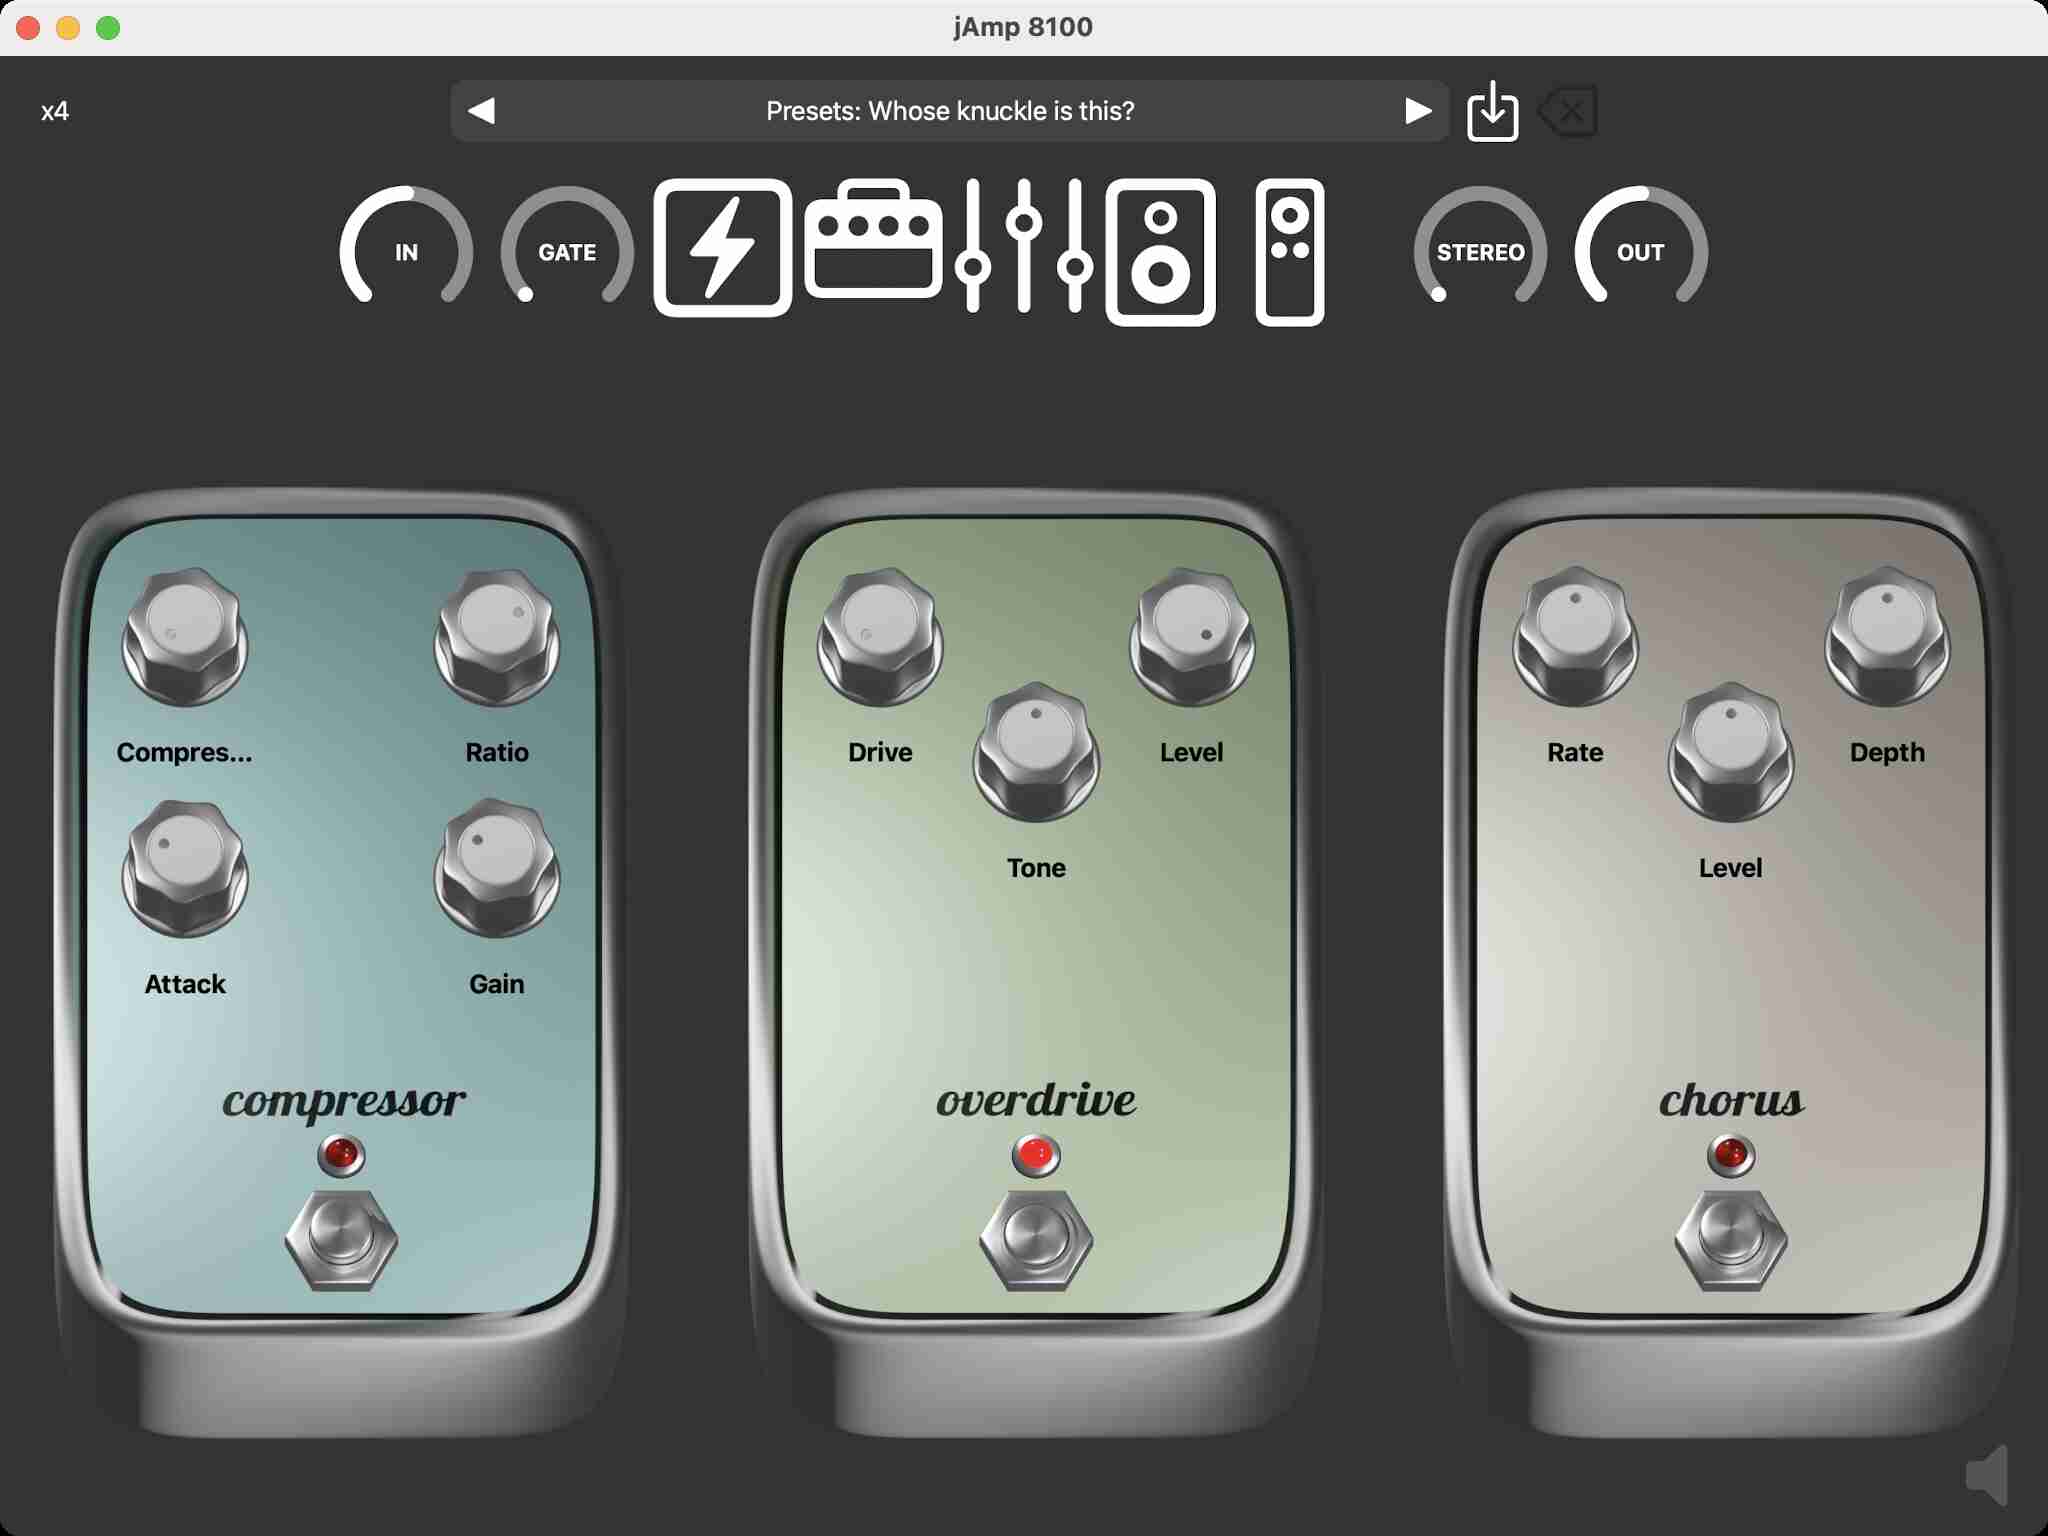 jAmp 8100
x4
Presets: Whose knuckle is this?
IN
GATE
STEREO
OUT
Compres...
Ratio
Attack
Gain
compressor
Drive
Level
Tone
overdrive
Rate
Depth
Level
chorus